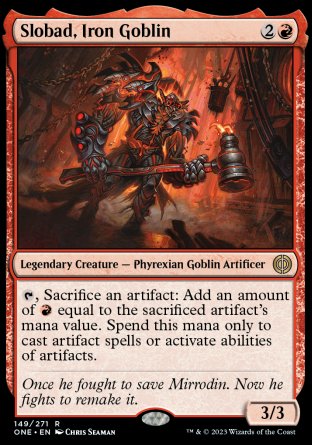 Slobad, Iron Goblin 2
Legendary Creature — Phyrexian Goblin Artificer
, Sacrifice an artifact: Add an
amount of equal to the sacrificed artifact's
mana value. Spend this mana only to
cast artifact spells or activate abilities
of artifacts.
Once he fought to save Mirrodin. Now he
fights to remake it.
3/3
149/271 R
ONE • EN Chris Seaman
™ & © 2023 Wizards of the Coast